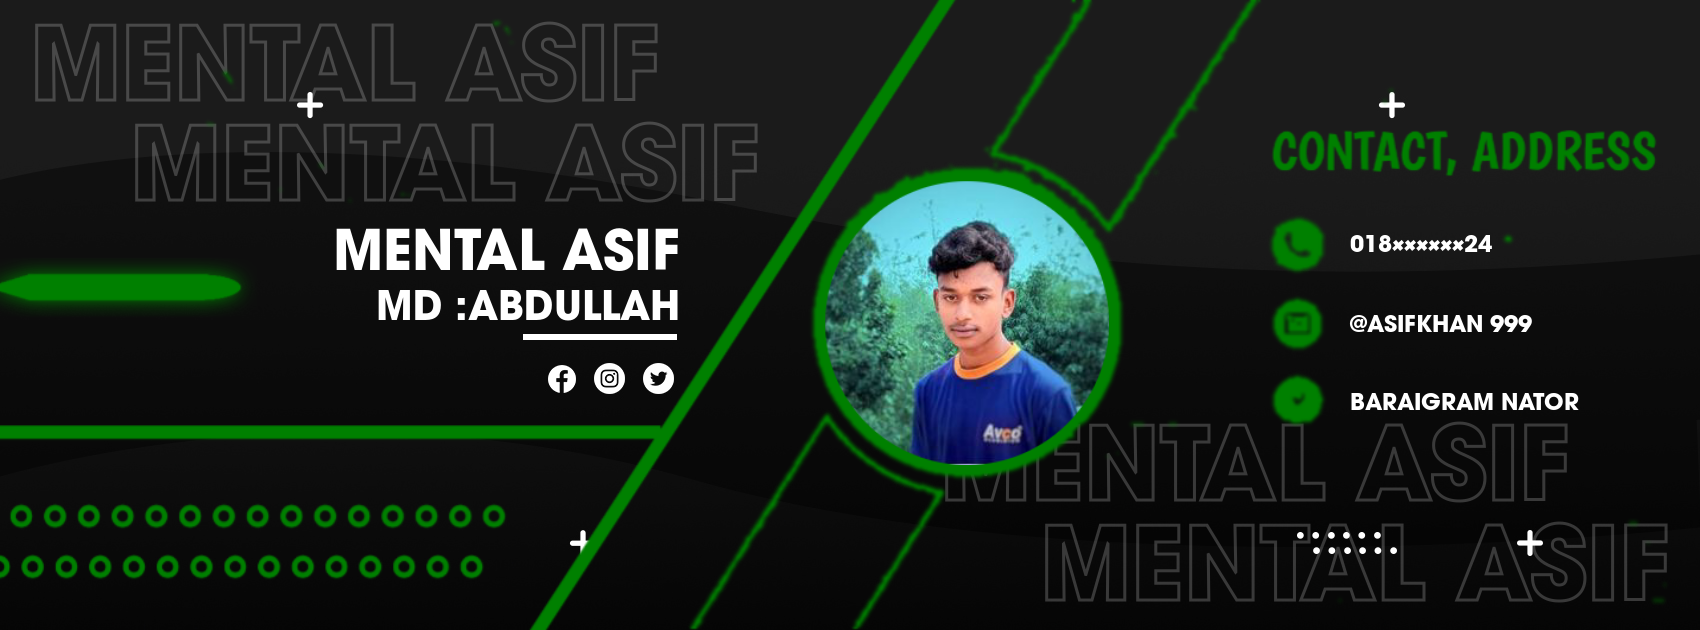 MENTAL ASIF
MENTAL ASIF
MENTAL ASIF
MD :ABDULLAH
Avco
CONTACT, ADDRESS
018××××××24
@ASIFKHAN 999
BARAIGRAM NATOR
MENTAL ASIF
MENTAL ASIF